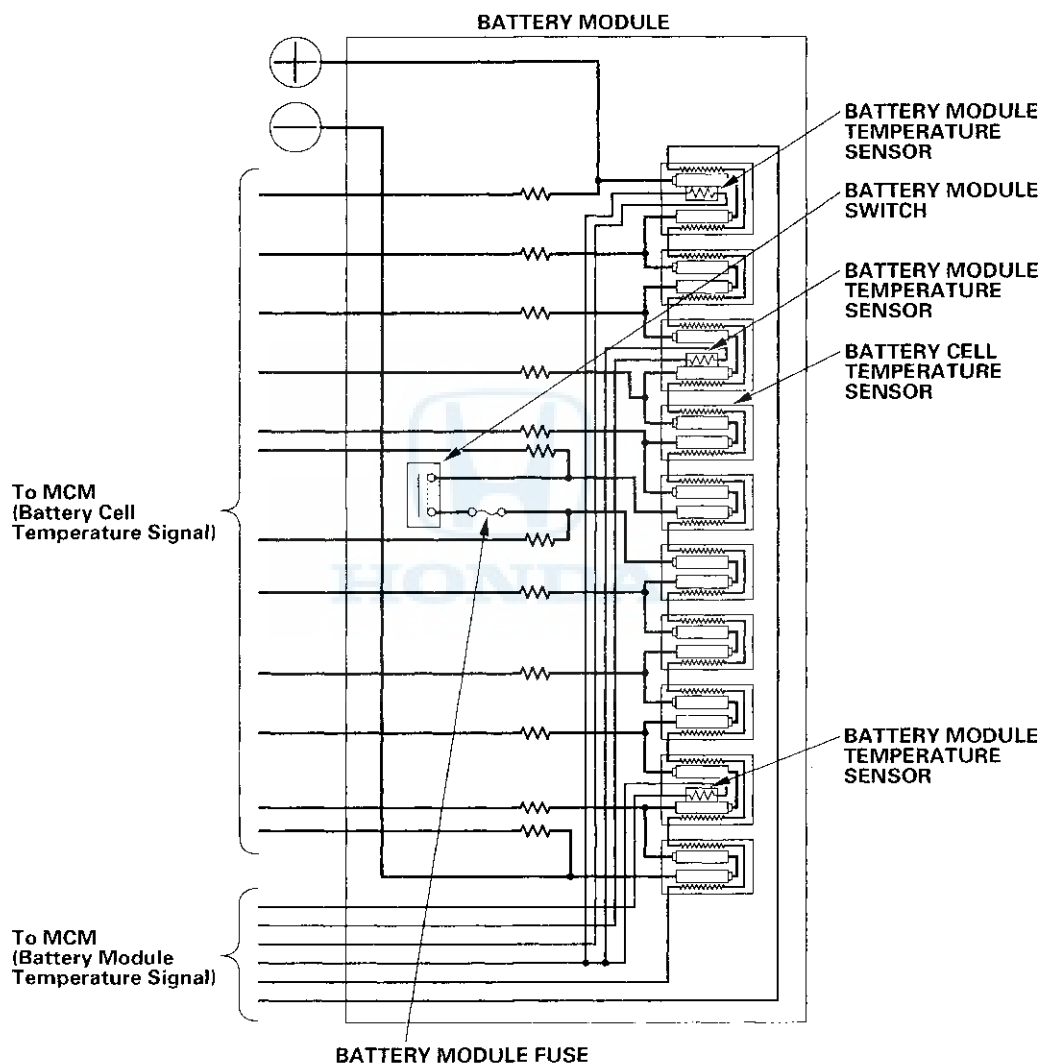 BATTERY MODULE
BATTERY MODULE
TEMPERATURE
SENSOR
BATTERY MODULE
SWITCH
BATTERY MODULE
TEMPERATURE
SENSOR
BATTERY CELL
TEMPERATURE
SENSOR
To MCM
(Battery Cell
Temperature Signal)
HONDA
BATTERY MODULE
TEMPERATURE
SENSOR
To MCM
(Battery Module
Temperature Signal)
BATTERY MODULE FUSE